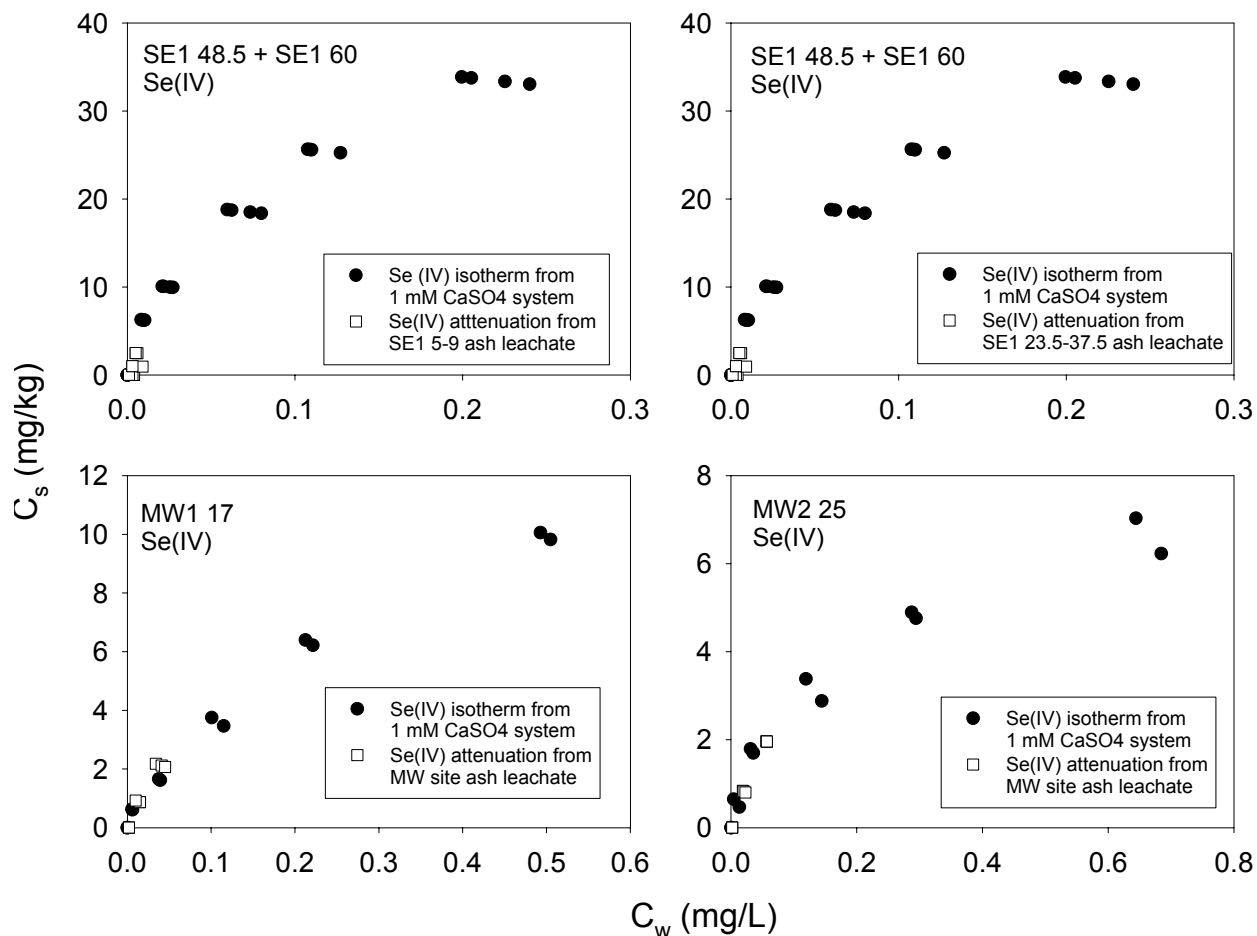 40
30
20
10
0
SE1 48.5 + SE1 60
Se(IV)
Se (IV) isotherm from
1 mM CaSO4 system
Se(IV) atttenuation from
SE1 5-9 ash leachate
0.0 0.1 0.2 0.3
40
30
20
10
0
SE1 48.5 + SE1 60
Se(IV)
Se(IV) isotherm from
1 mM CaSO4 system
Se(IV) attenuation from
SE1 23.5-37.5 ash leachate
0.0 0.1 0.2 0.3
Cs (mg/kg)
12
10
8
6
4
2
0
MW1 17
Se(IV)
Se(IV) isotherm from
1 mM CaSO4 system
Se(IV) attenuation from
MW site ash leachate
0.0 0.1 0.2 0.3 0.4 0.5 0.6
8
6
4
2
0
MW2 25
Se(IV)
Se(IV) isotherm from
1 mM CaSO4 system
Se(IV) attenuation from
MW site ash leachate
0.0 0.2 0.4 0.6 0.8
Cw (mg/L)